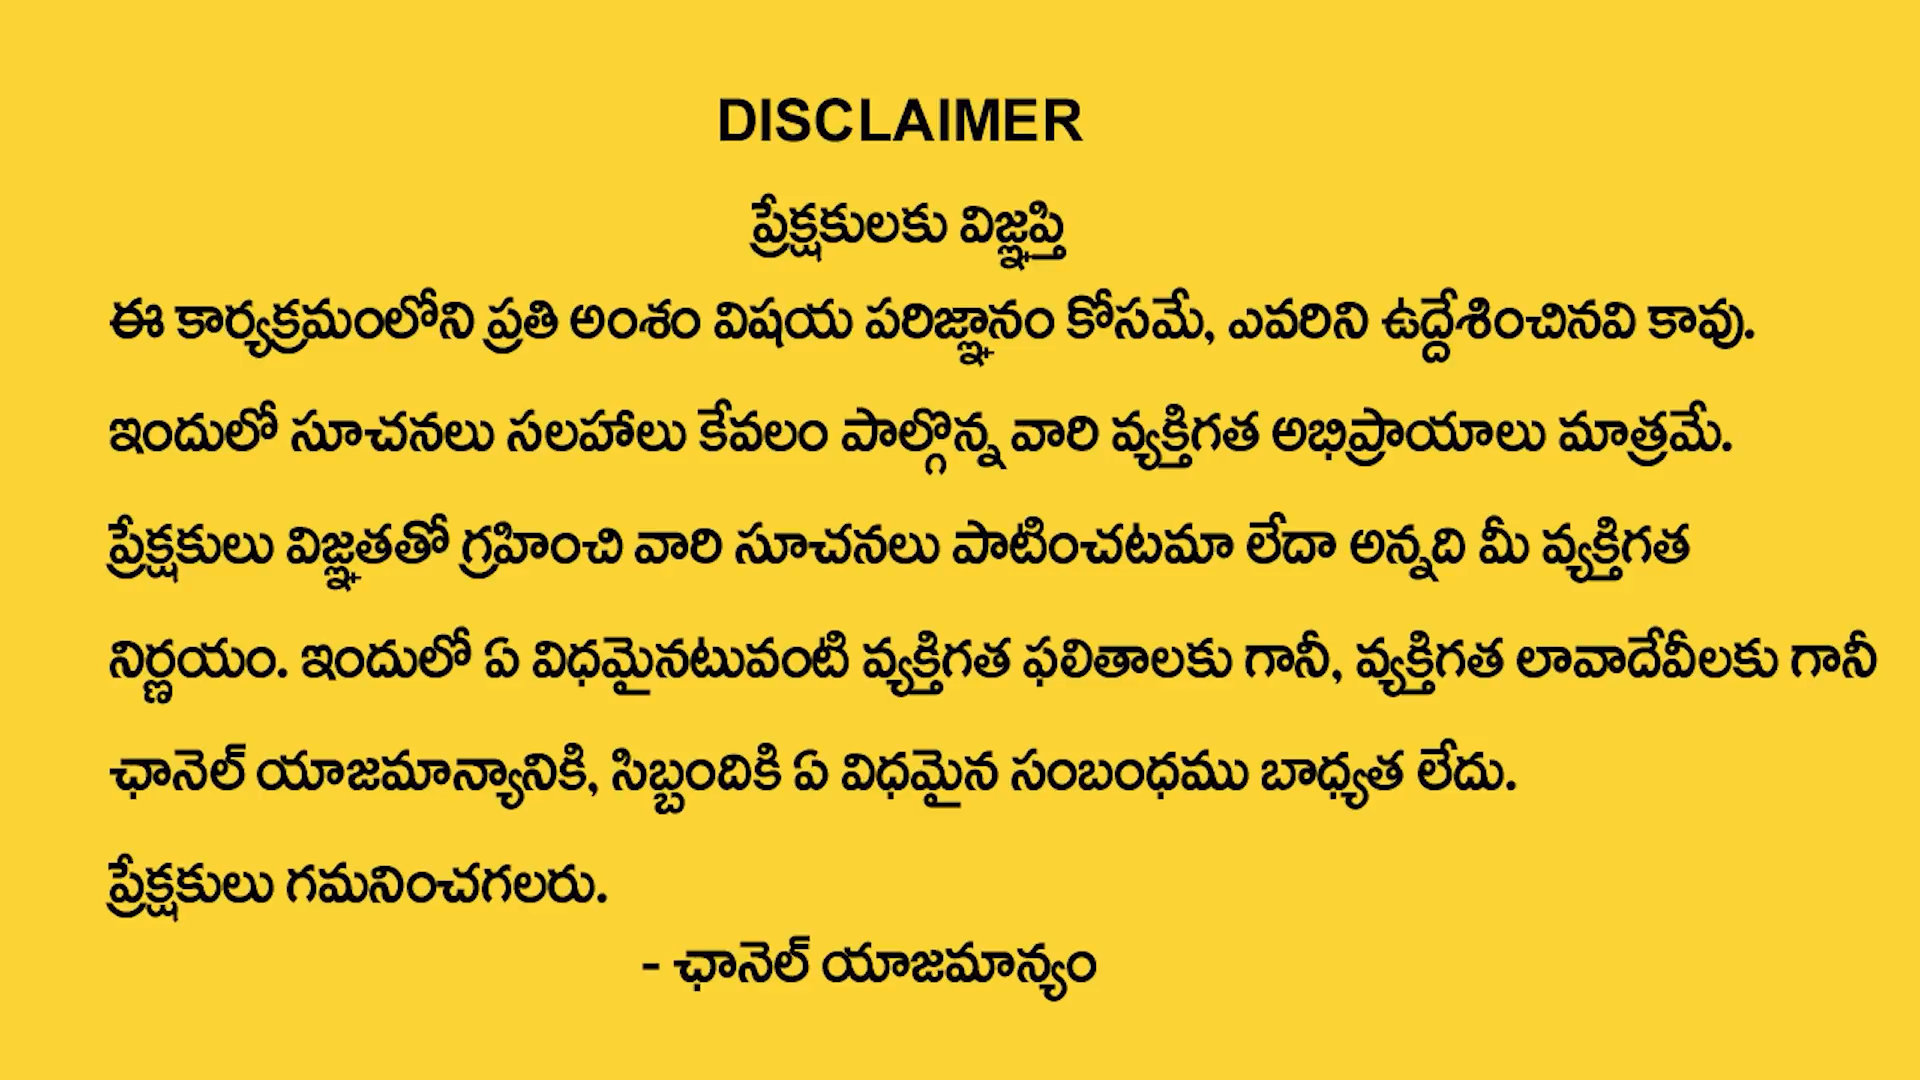 DISCLAIMER
ప్రేక్షకులకు విజ్ఞప్తి
ఈ కార్యక్రమంలోని ప్రతి అంశం విషయ పరిజ్ఞానం కోసమే, ఎవరిని ఉద్దేశించినవి కావు.
ఇందులో సూచనలు సలహాలు కేవలం పాల్గొన్న వారి వ్యక్తిగత అభిప్రాయాలు మాత్రమే.
ప్రేక్షకులు విజ్ఞతతో గ్రహించి వారి సూచనలు పాటించటమా లేదా అన్నది మీ వ్యక్తిగత
నిర్ణయం. ఇందులో ఏ విధమైనటువంటి వ్యక్తిగత ఫలితాలకు గానీ, వ్యక్తిగత లావాదేవీలకు గానీ
ఛానెల్ యాజమాన్యానికి, సిబ్బందికి ఏ విధమైన సంబంధము బాధ్యత లేదు.
ప్రేక్షకులు గమనించగలరు.
- ఛానెల్ యాజమాన్యం